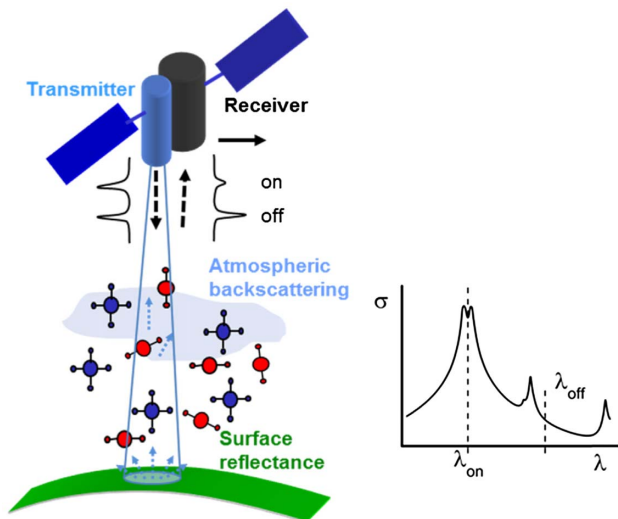 Transmitter
Receiver
on
off
Atmospheric
backscattering
Surface
reflectance
σ
λoff
λon
λ